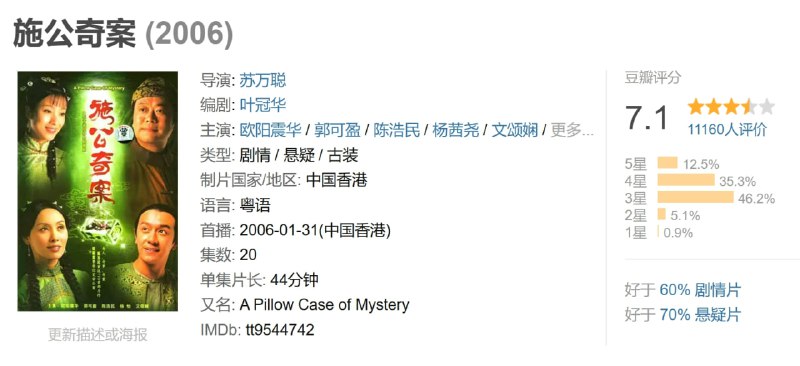 施公奇案 (2006)
A Pillow Case of Mystery
施公奇案
更新描述或海报
导演: 苏万聪
编剧: 叶冠华
主演: 欧阳震华 / 郭可盈 / 陈浩民 / 杨茜尧 / 文颂娴 / 更多...
类型: 剧情 / 悬疑 / 古装
制片国家/地区: 中国香港
语言: 粤语
首播: 2006-01-31(中国香港)
集数: 20
单集片长: 44分钟
又名: A Pillow Case of Mystery
IMDb: tt9544742
豆瓣评分
7.1
11160人评价
5星 12.5%
4星 35.3%
3星 46.2%
2星 5.1%
1星 0.9%
好于 60% 剧情片
好于 70% 悬疑片